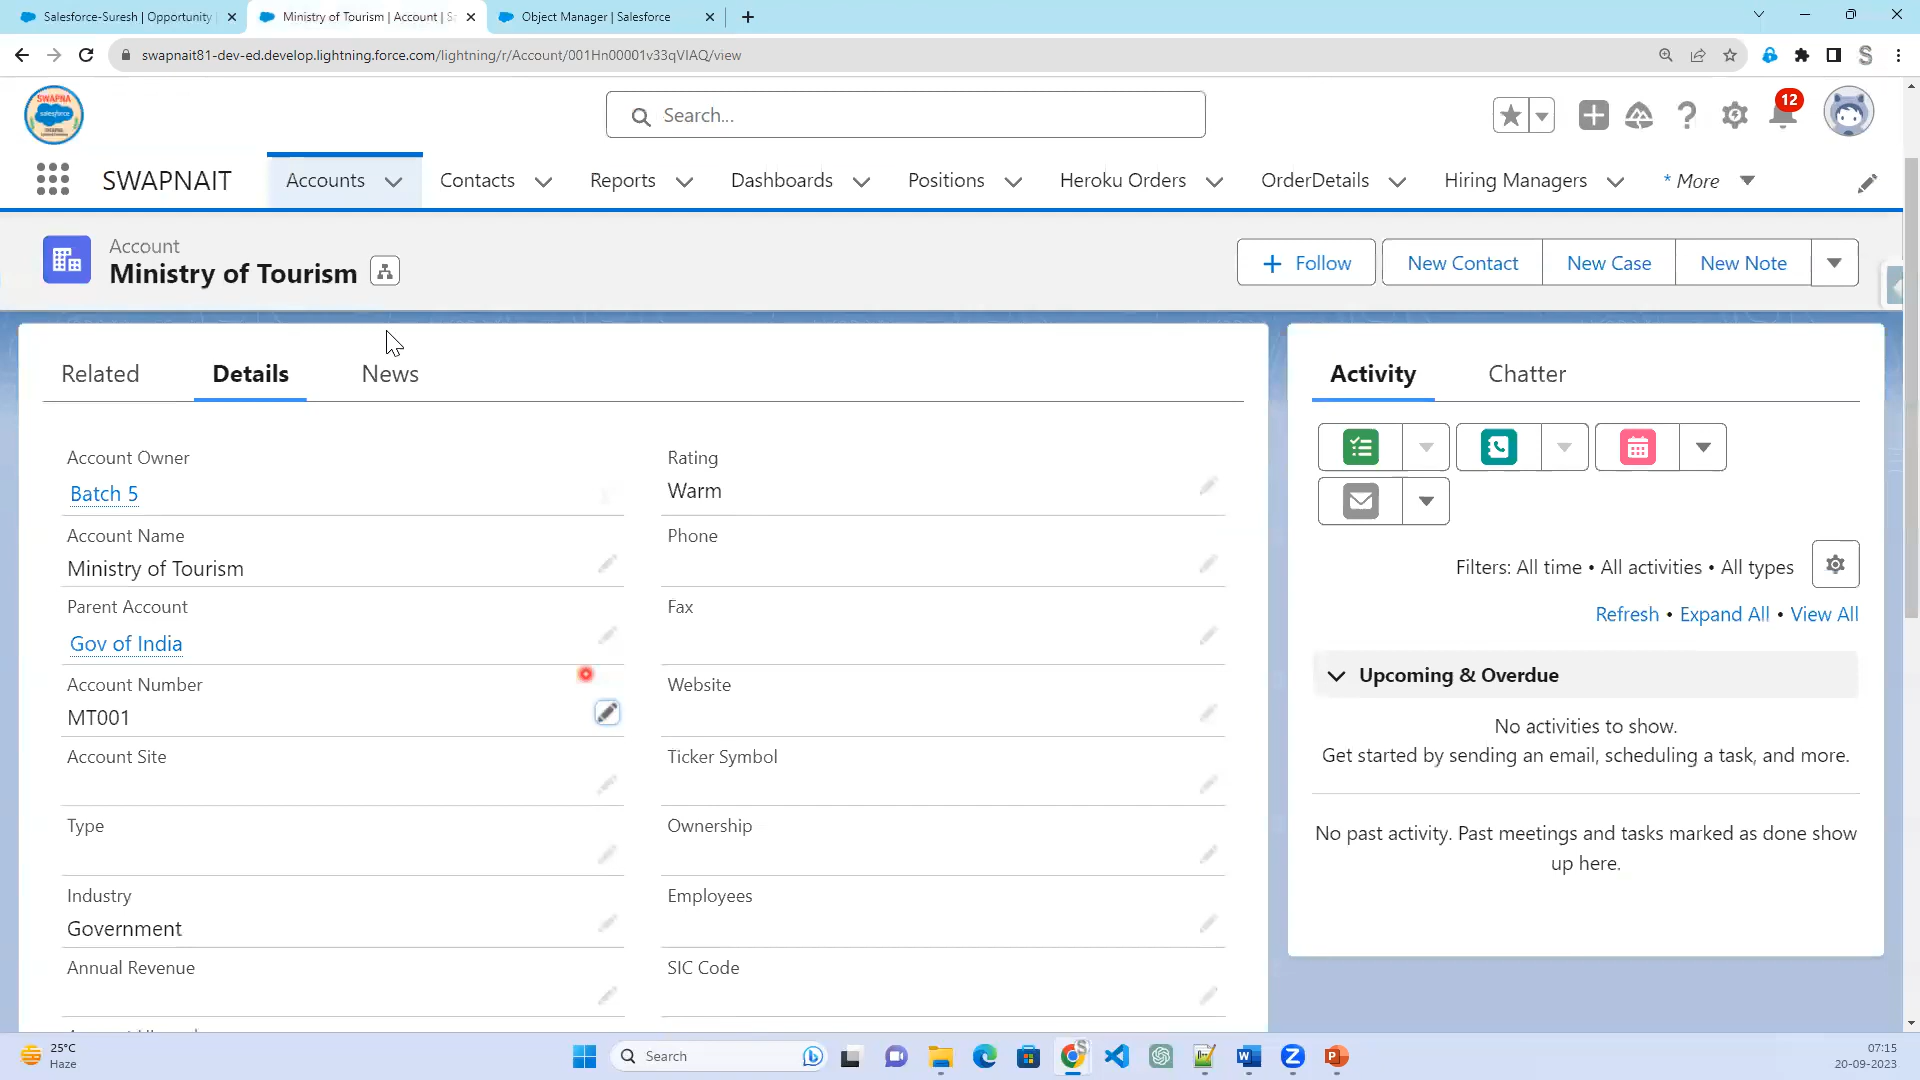 Salesforce-Suresh | Opportunity
Ministry of Tourism | Account | S
Object Manager | Salesforce
swapnait81-dev-ed.develop.lightning.force.com/lightning/r/Account/001Hn00001v33qVIAQ/view
S
SWAPNA
salesforce
Search...
12
SWAPNAIT
Accounts
Contacts
Reports
Dashboards
Positions
Heroku Orders
OrderDetails
Hiring Managers
* More
Account
Ministry of Tourism
Follow
New Contact
New Case
New Note
Related
Details
News
Account Owner
Batch 5
Rating
Warm
Account Name
Ministry of Tourism
Phone
Parent Account
Gov of India
Fax
Account Number
MT001
Website
Account Site
Ticker Symbol
Type
Ownership
Industry
Government
Employees
Annual Revenue
SIC Code
Activity
Chatter
Filters: All time • All activities • All types
Refresh • Expand All • View All
Upcoming & Overdue
No activities to show.
Get started by sending an email, scheduling a task, and more.
No past activity. Past meetings and tasks marked as done show
up here.
25°C
Haze
Search
07:15
20-09-2023